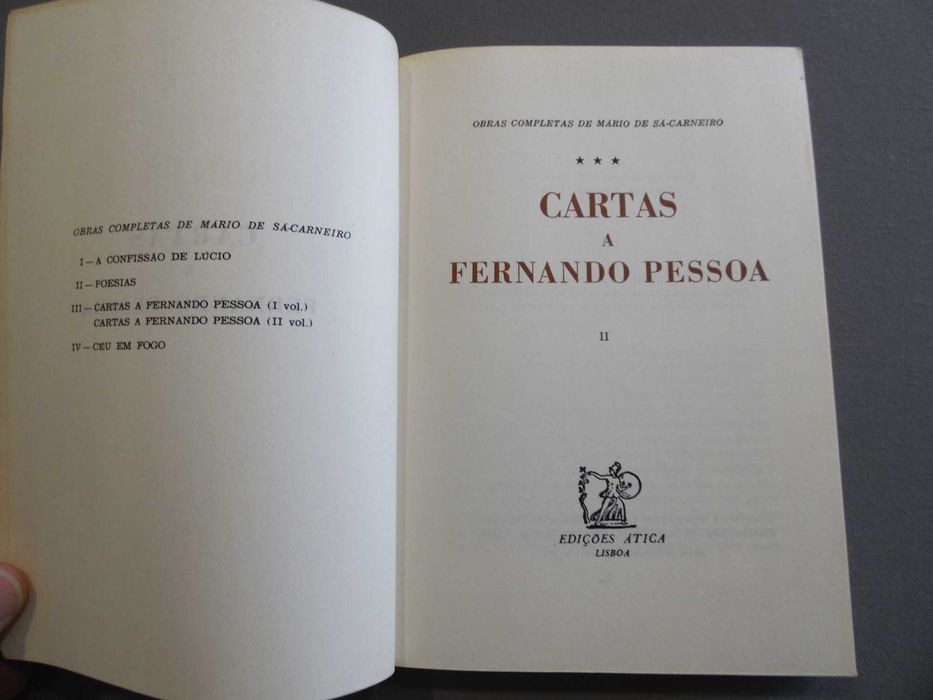 OBRAS COMPLETAS DE MÁRIO DE SÁ-CARNEIRO
I—A CONFISSÃO DE LÚCIO
II—POESIAS
III—CARTAS A FERNANDO PESSOA (I vol.)
CARTAS A FERNANDO PESSOA (II vol.)
IV—CÉU EM FOGO
OBRAS COMPLETAS DE MÁRIO DE SÁ-CARNEIRO
★ ★ ★
CARTAS
A
FERNANDO PESSOA
II
EDIÇÕES ÁTICA
LISBOA